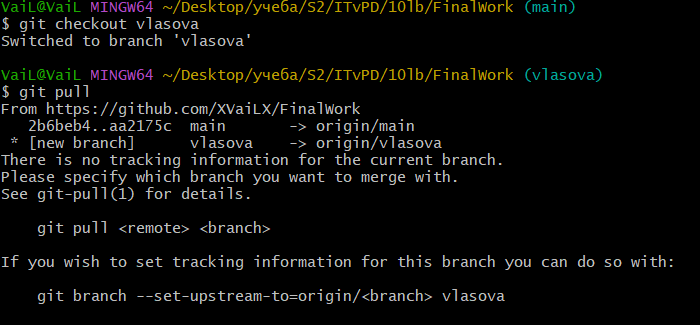 VaiL@VaiL MINGW64 ~/Desktop/учеба/S2/ITvPD/10lb/FinalWork (main)
$ git checkout vlasova
Switched to branch 'vlasova'
VaiL@VaiL MINGW64 ~/Desktop/учеба/S2/ITvPD/10lb/FinalWork (vlasova)
$ git pull
From https://github.com/XVaiLX/FinalWork
   2b6beb4..aa2175c  main       -> origin/main
 * [new branch]      vlasova    -> origin/vlasova
There is no tracking information for the current branch.
Please specify which branch you want to merge with.
See git-pull(1) for details.
    git pull <remote> <branch>
If you wish to set tracking information for this branch you can do so with:
    git branch --set-upstream-to=origin/<branch> vlasova